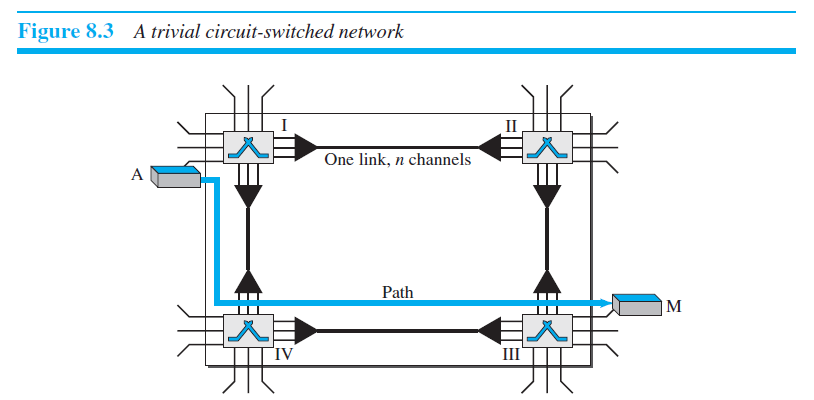 Figure 8.3 A trivial circuit-switched network
I
II
One link, n channels
A
Path
M
IV
III